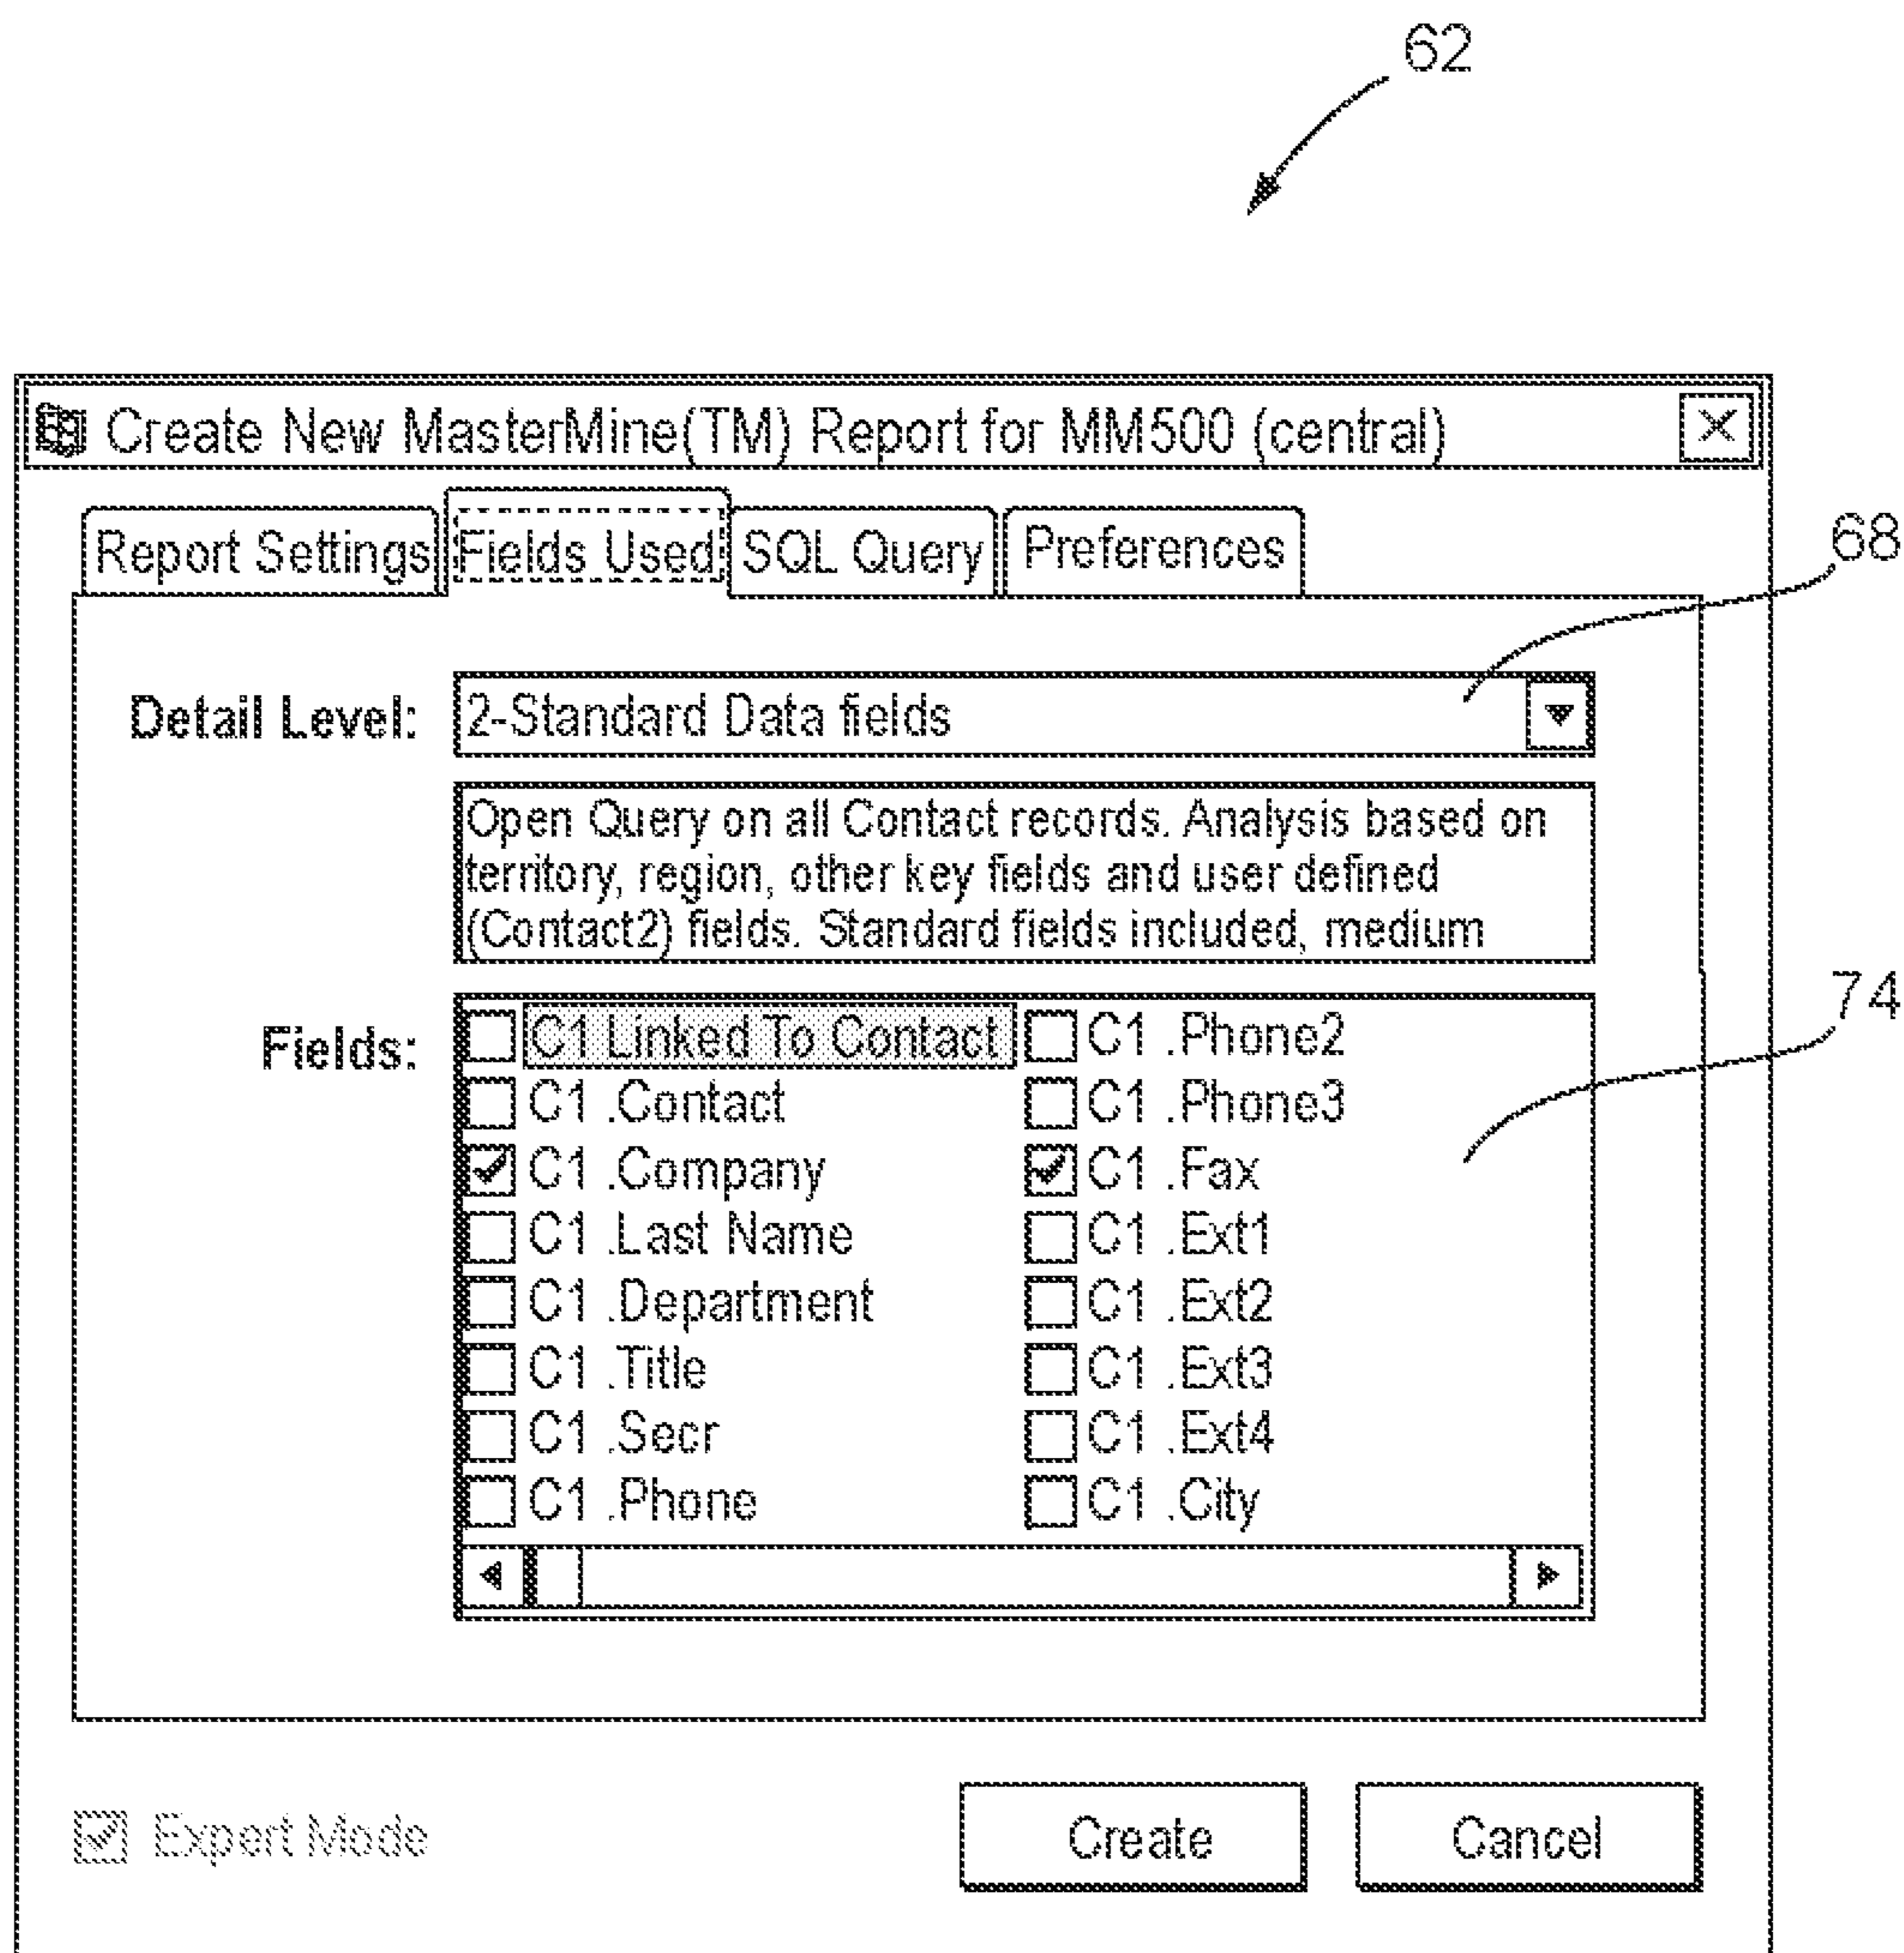 62
Create New MasterMine(TM) Report for MM500 (central)
Report Settings Fields Used SQL Query Preferences
68
Detail Level: 2-Standard Data fields
Open Query on all Contact records. Analysis based on
territory, region, other key fields and user defined
(Contact2) fields. Standard fields included, medium
74
Fields: C1 Linked To Contact C1 .Phone2
C1 .Contact C1 .Phone3
C1 .Company C1 .Fax
C1 .Last Name C1 .Ext1
C1 .Department C1 .Ext2
C1 .Title C1 .Ext3
C1 .Secr C1 .Ext4
C1 .Phone C1 .City
Expert Mode Create Cancel